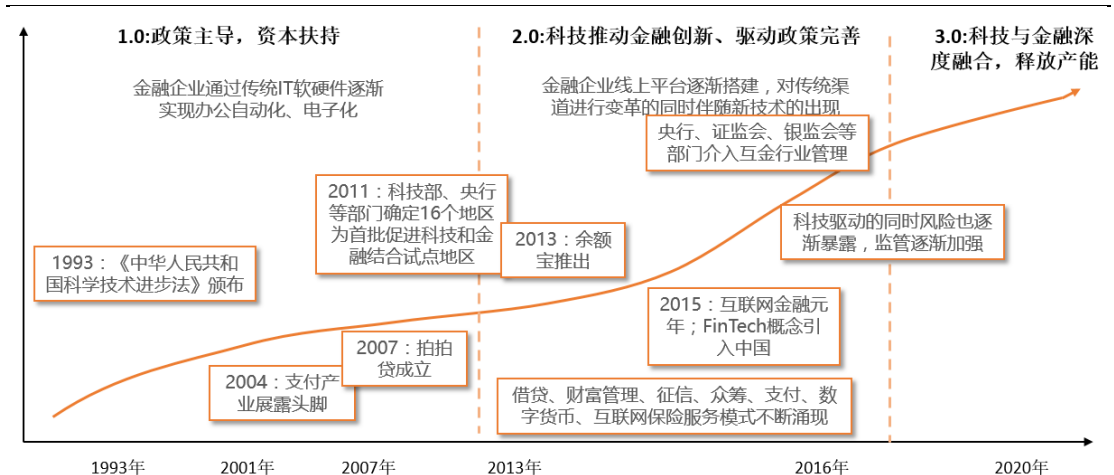 1.0:政策主导，资本扶持
金融企业通过传统IT软硬件逐渐
实现办公自动化、电子化
2.0:科技推动金融创新、驱动政策完善
金融企业线上平台逐渐搭建，对传统渠
道进行变革的同时伴随新技术的出现
3.0:科技与金融深
度融合，释放产能
央行、证监会、银监会等
部门介入互金行业管理
2011：科技部、央行
等部门确定16个地区
为首批促进科技和金
融结合试点地区
2013：余额
宝推出
科技驱动的同时风险也逐
渐暴露，监管逐渐加强
1993：《中华人民共和
国科学技术进步法》颁布
2015：互联网金融元
年；FinTech概念引
入中国
2007：拍拍
贷成立
2004：支付产
业展露头脚
借贷、财富管理、征信、众筹、支付、数
字货币、互联网保险服务模式不断涌现
1993年
2001年
2007年
2013年
2016年
2020年